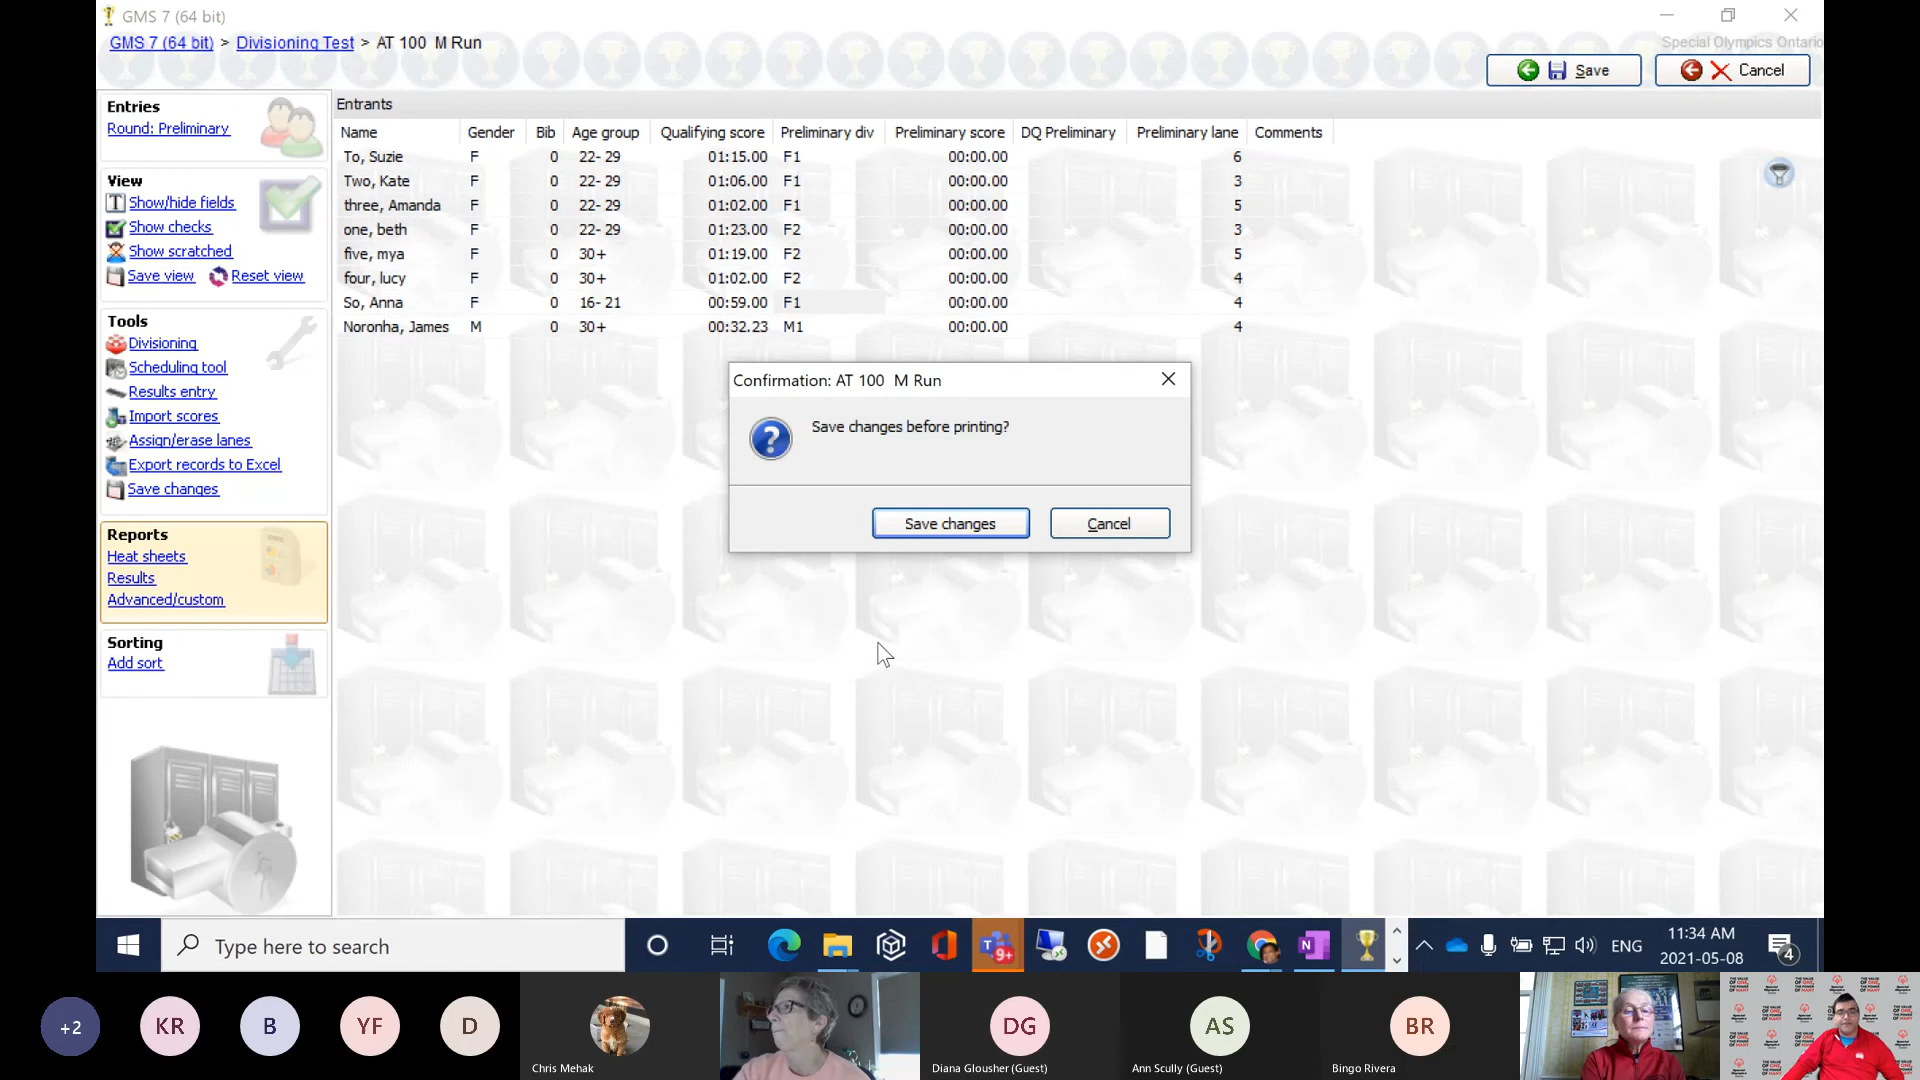 GMS 7 (64 bit)
GMS 7 (64 bit) > Divisioning Test > AT 100 M Run
Special Olympics Ontario
Save
Cancel
Entries
Round: Preliminary
View
Show/hide fields
Show checks
Show scratched
Save view Reset view
Tools
Divisioning
Scheduling tool
Results entry
Import scores
Assign/erase lanes
Export records to Excel
Save changes
Reports
Heat sheets
Results
Advanced/custom
Sorting
Add sort
Entrants
Name Gender Bib Age group Qualifying score Preliminary div Preliminary score DQ Preliminary Preliminary lane Comments
To, Suzie F 0 22- 29 01:15.00 F1 00:00.00 6
Two, Kate F 0 22- 29 01:06.00 F1 00:00.00 3
three, Amanda F 0 22- 29 01:02.00 F1 00:00.00 5
one, beth F 0 22- 29 01:23.00 F2 00:00.00 3
five, mya F 0 30+ 01:19.00 F2 00:00.00 5
four, lucy F 0 30+ 01:02.00 F2 00:00.00 4
So, Anna F 0 16- 21 00:59.00 F1 00:00.00 4
Noronha, James M 0 30+ 00:32.23 M1 00:00.00 4
Confirmation: AT 100 M Run
Save changes before printing?
Save changes
Cancel
Type here to search
9+
ENG
11:34 AM
2021-05-08
4
+2
KR
B
YF
D
Chris Mehak
DG
Diana Glousher (Guest)
AS
Ann Scully (Guest)
BR
Bingo Rivera